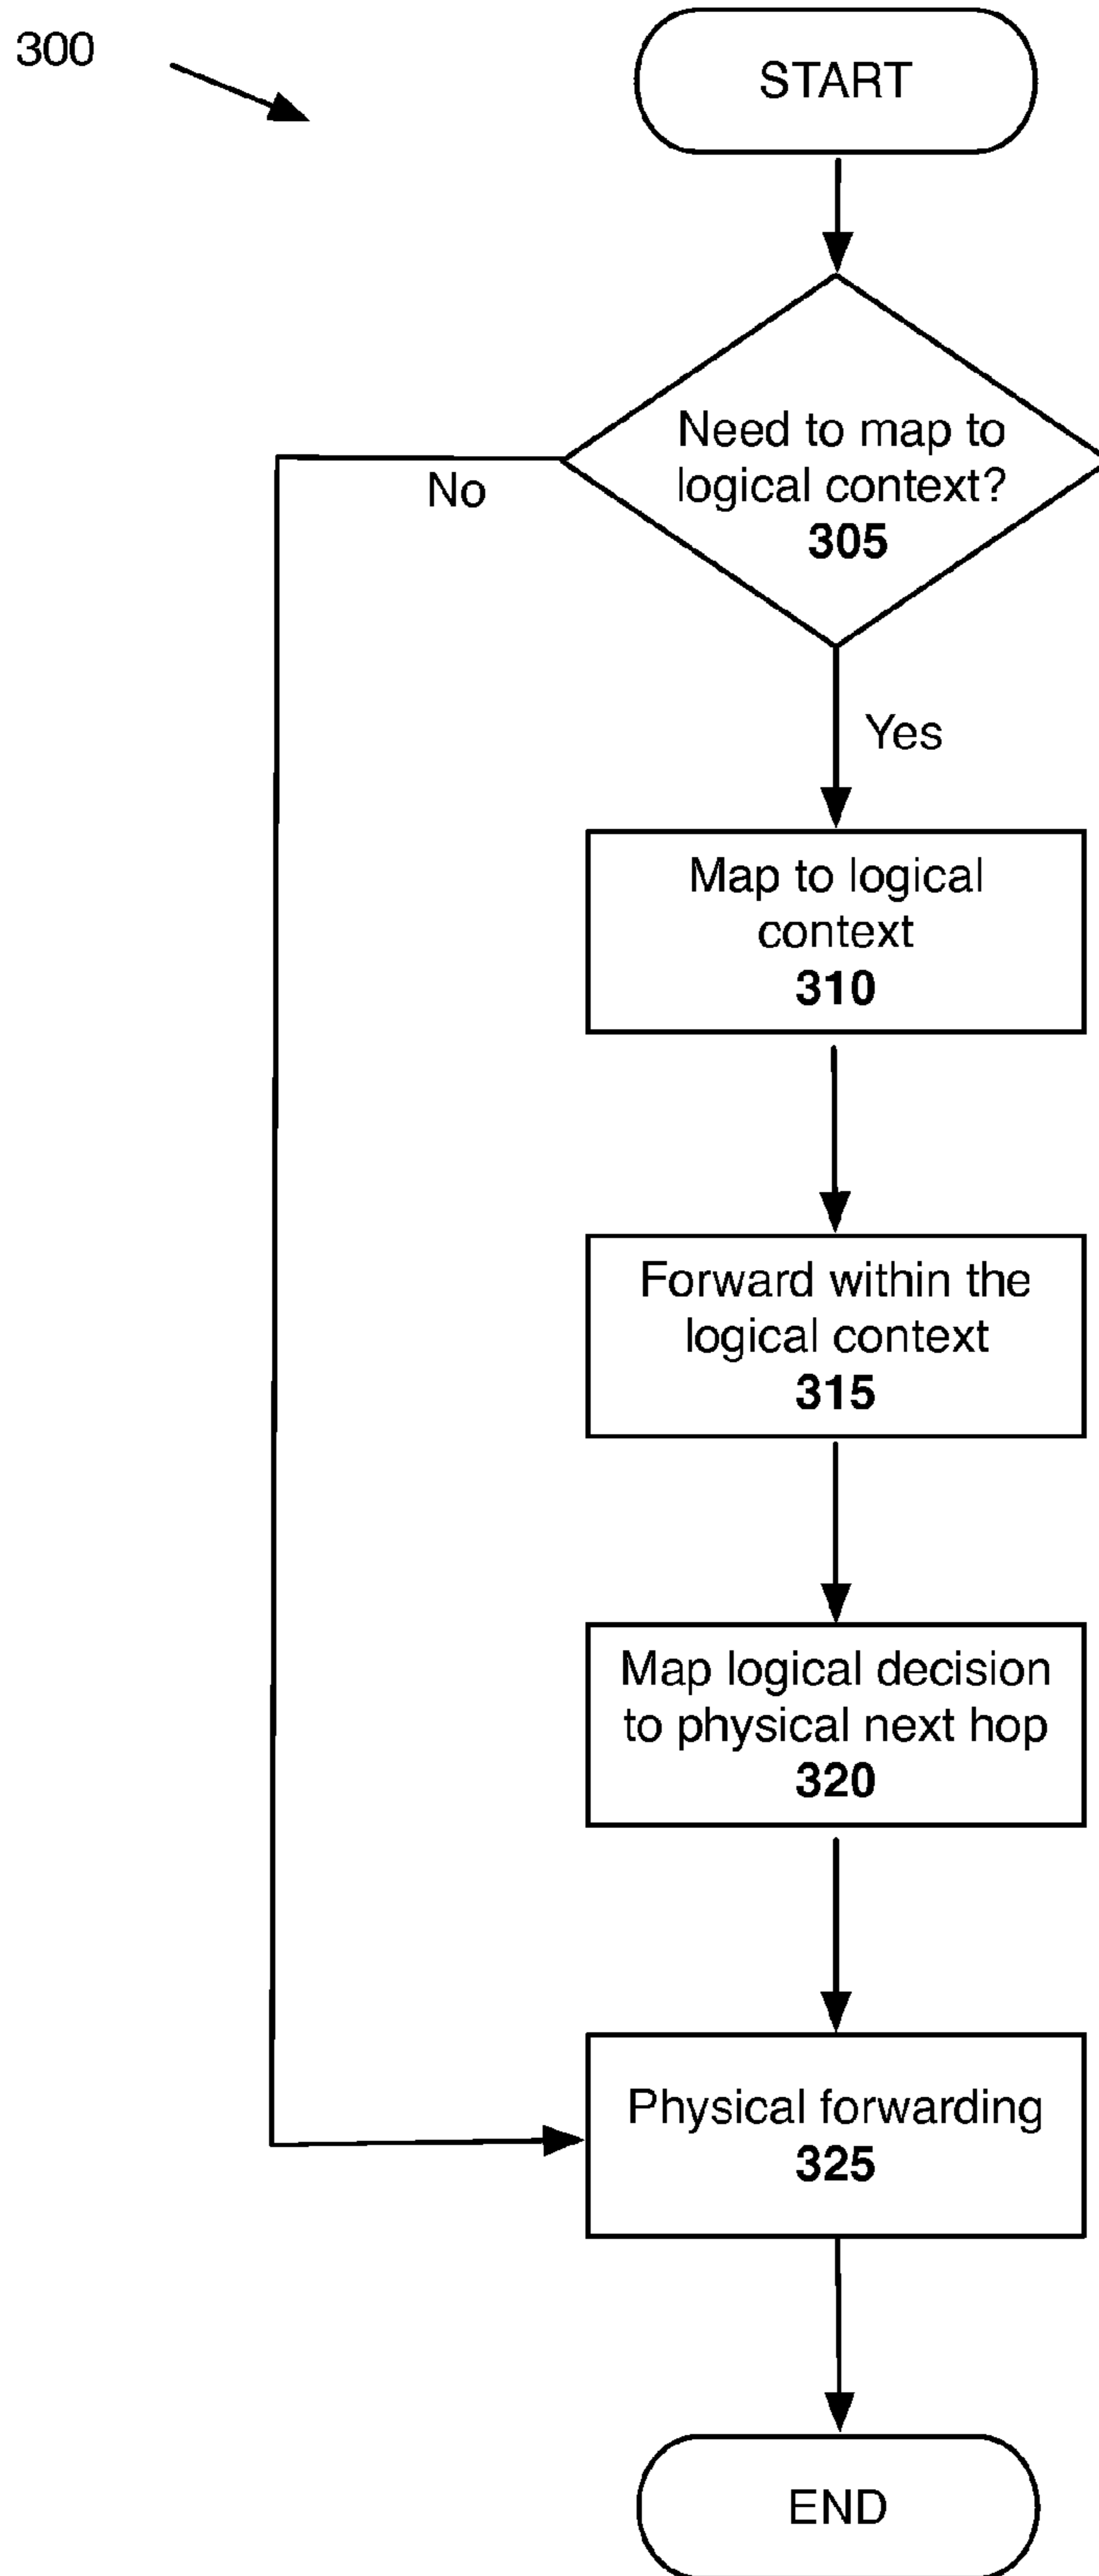 300
START
Need to map to
logical context?
305
No
Yes
Map to logical
context
310
Forward within the
logical context
315
Map logical decision
to physical next hop
320
Physical forwarding
325
END